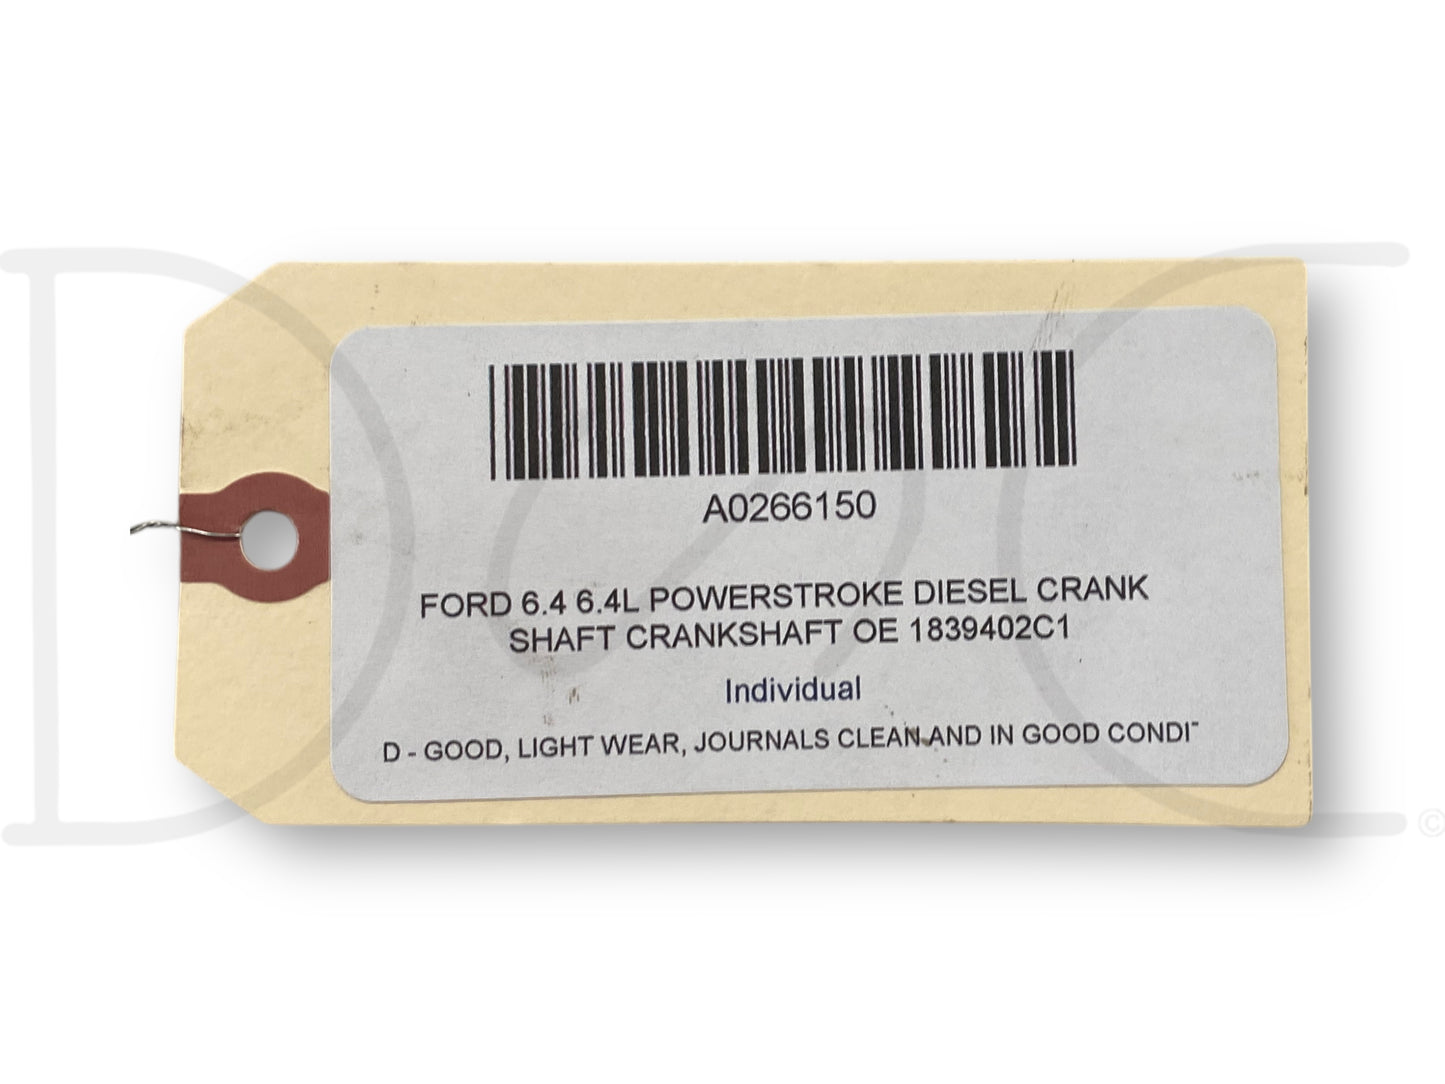 A0266150
FORD 6.4 6.4L POWERSTROKE DIESEL CRANK
SHAFT CRANKSHAFT OE 1839402C1
Individual
D - GOOD, LIGHT WEAR, JOURNALS CLEAN AND IN GOOD